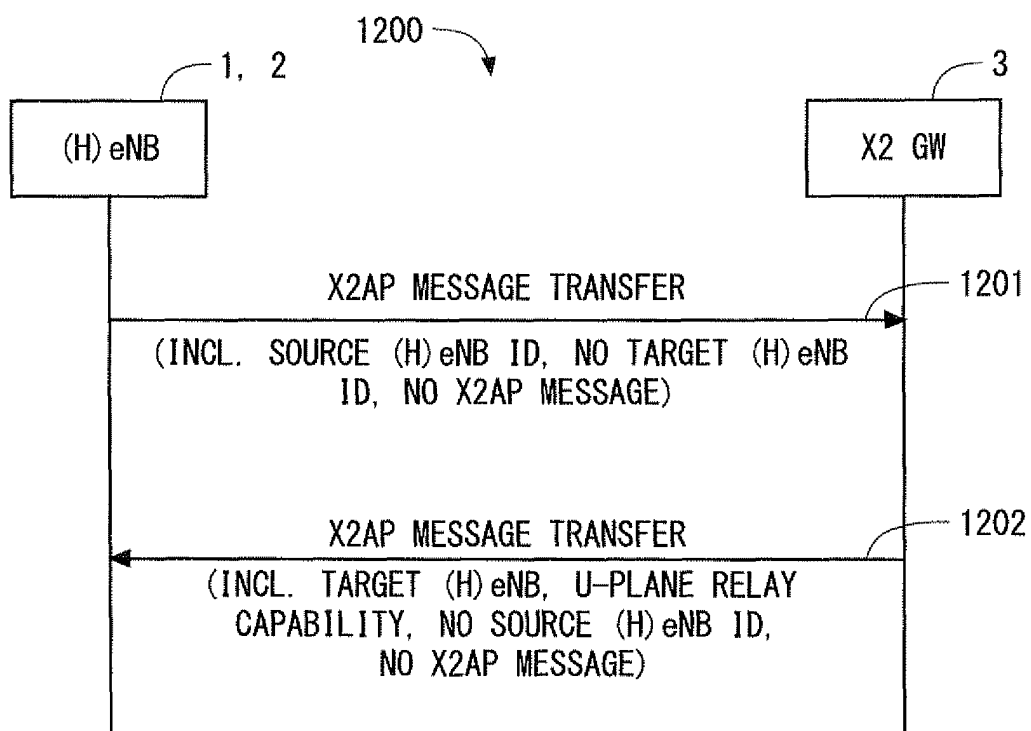 1200
1, 2
3
(H)eNB
X2 GW
X2AP MESSAGE TRANSFER
1201
(INCL. SOURCE (H)eNB ID, NO TARGET (H)eNB
ID, NO X2AP MESSAGE)
X2AP MESSAGE TRANSFER
1202
(INCL. TARGET (H)eNB, U-PLANE RELAY
CAPABILITY, NO SOURCE (H)eNB ID,
NO X2AP MESSAGE)